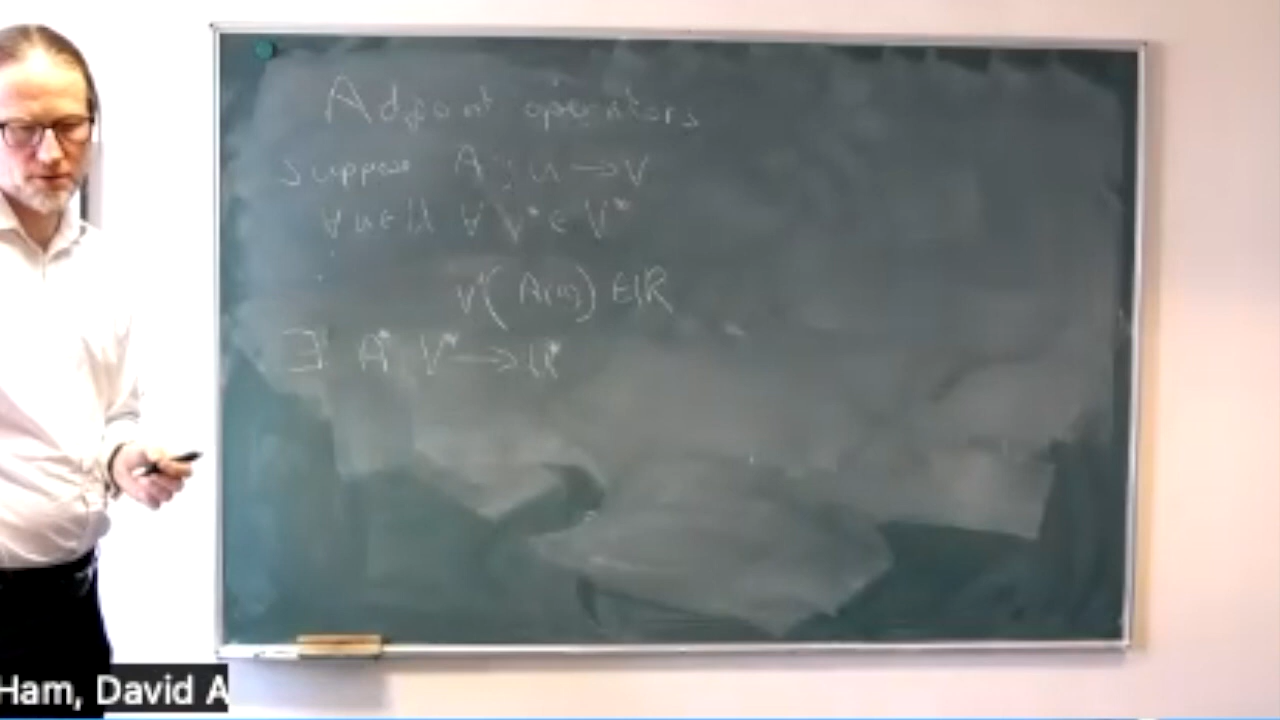 Adjoint operators
Suppose A : U → V
∀ u ∈ U ∀ V* ∈ V*
V*(A(u)) ∈ ℝ
∃ A* V* → U*
Ham, David A